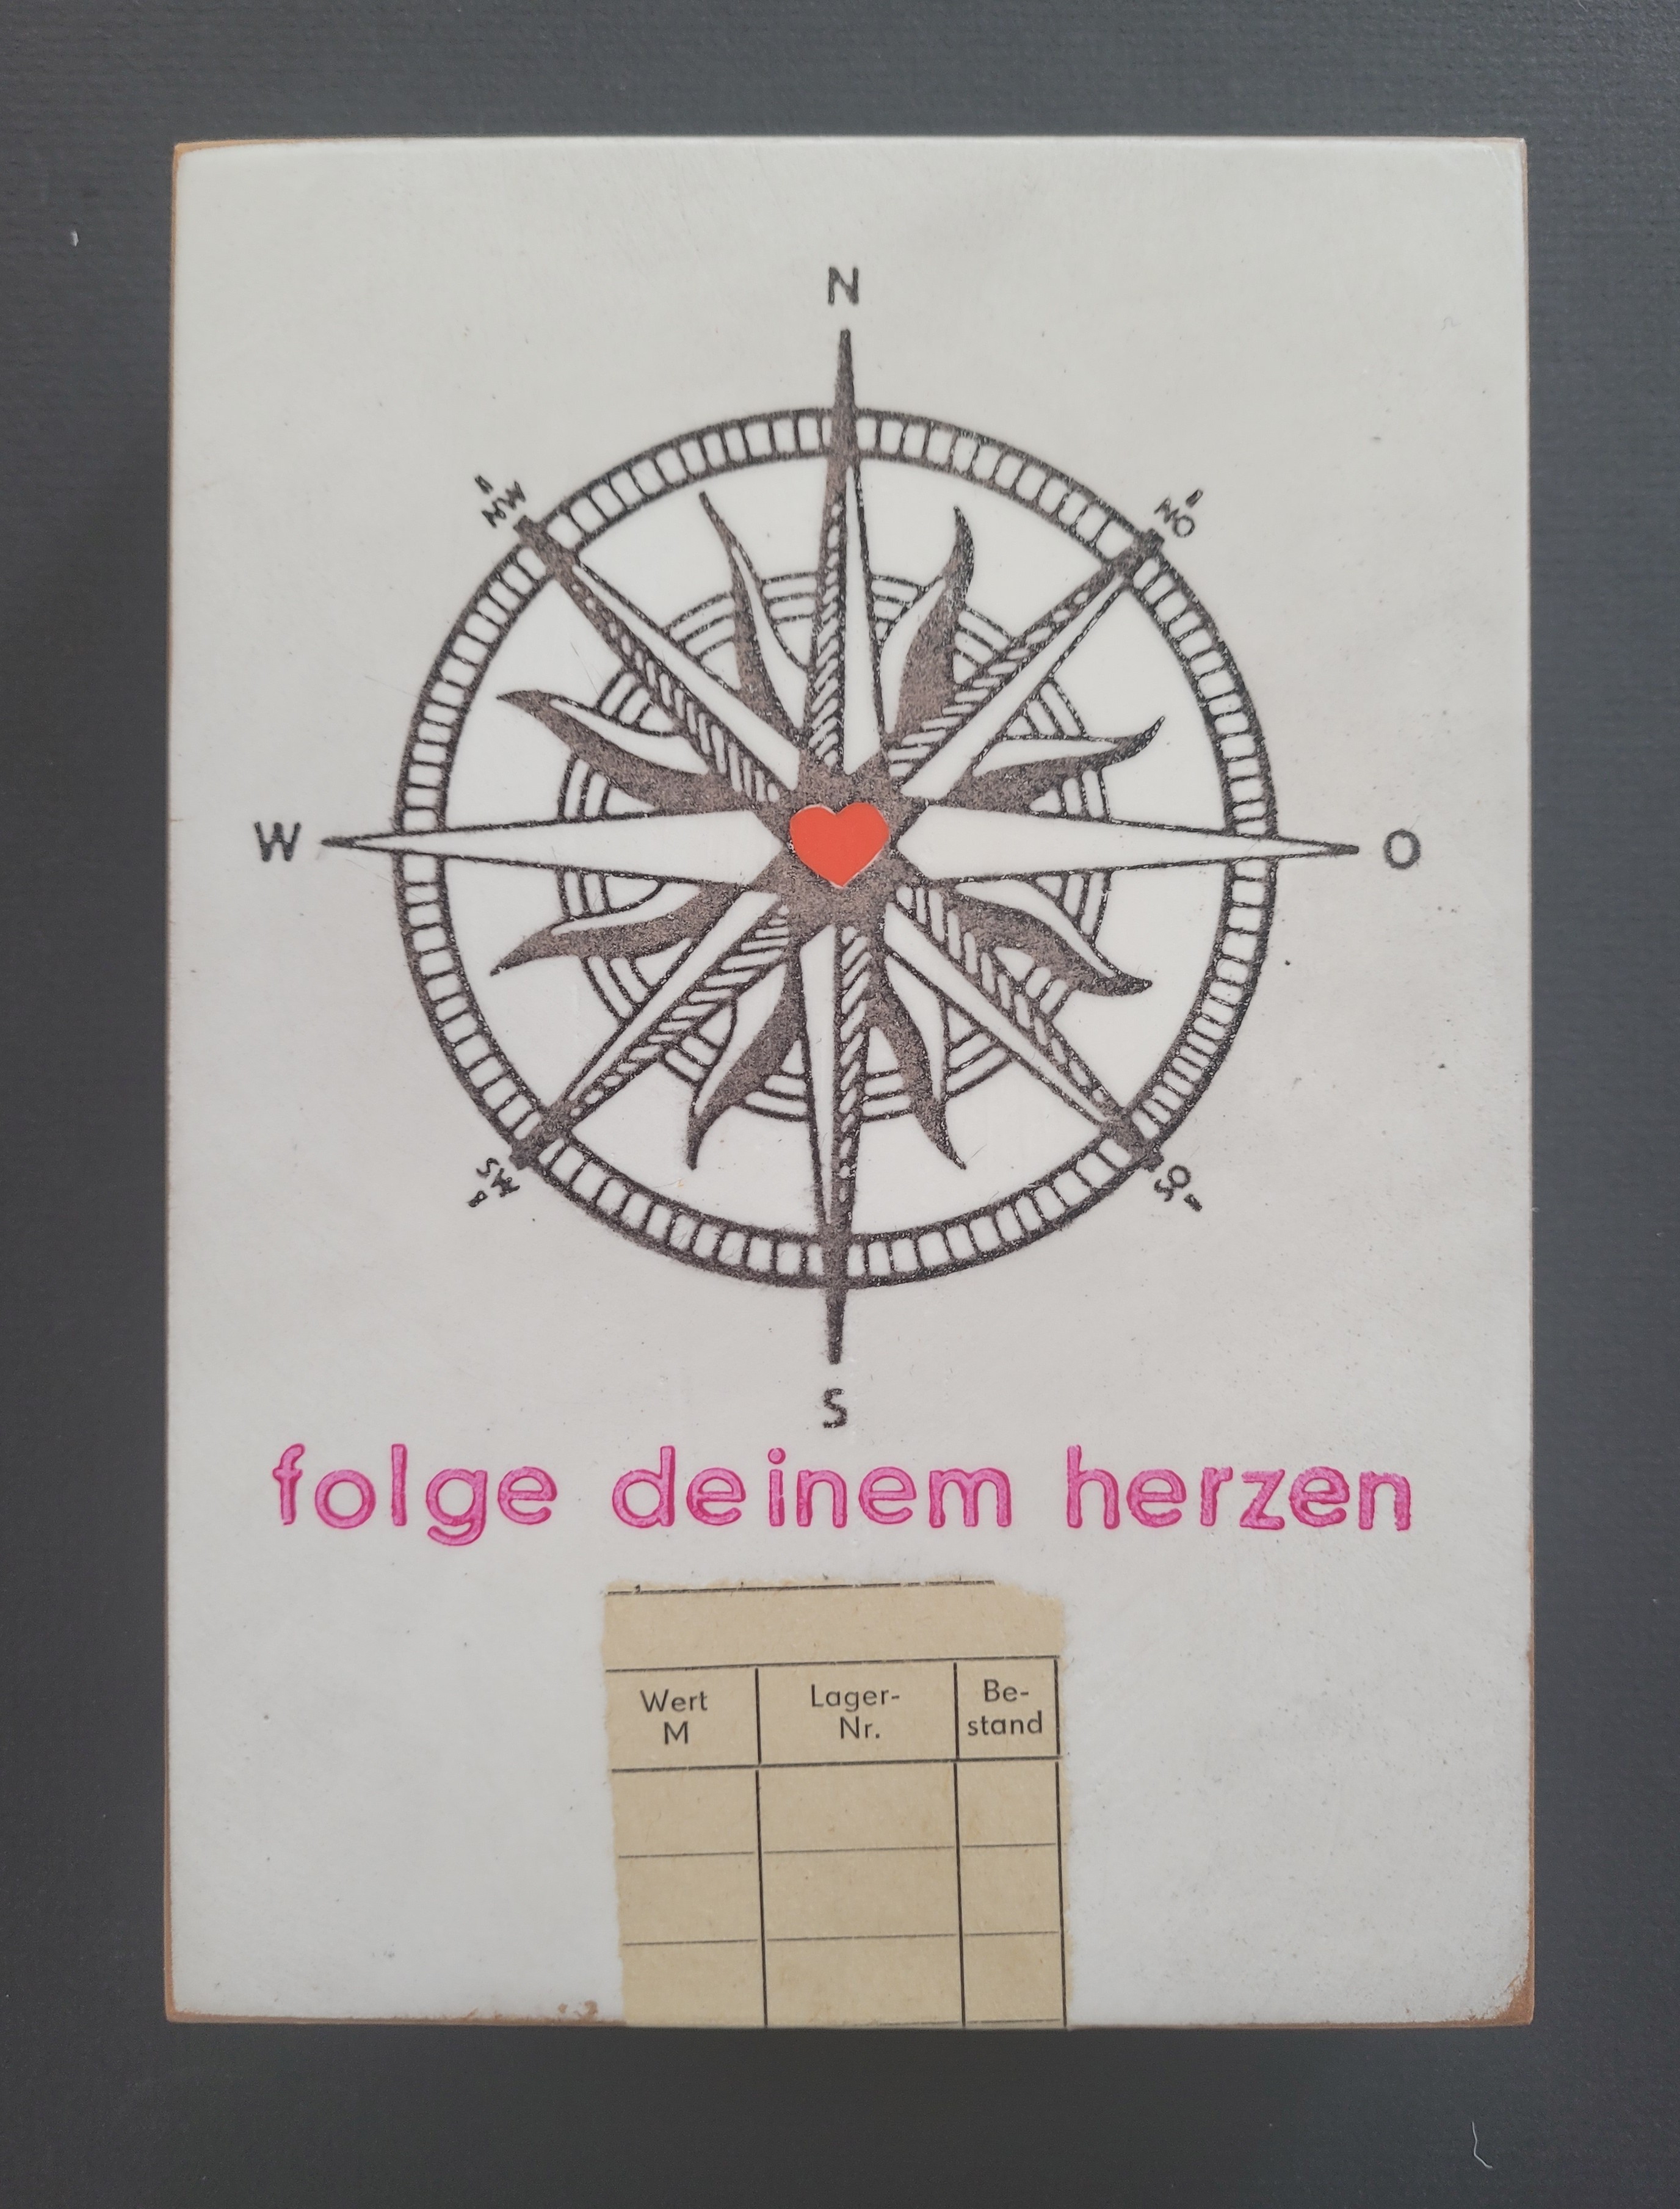 N
NW
NO
W
O
SW
SO
S
folge deinem herzen
Wert
M
Lager-
Nr.
Be-
stand